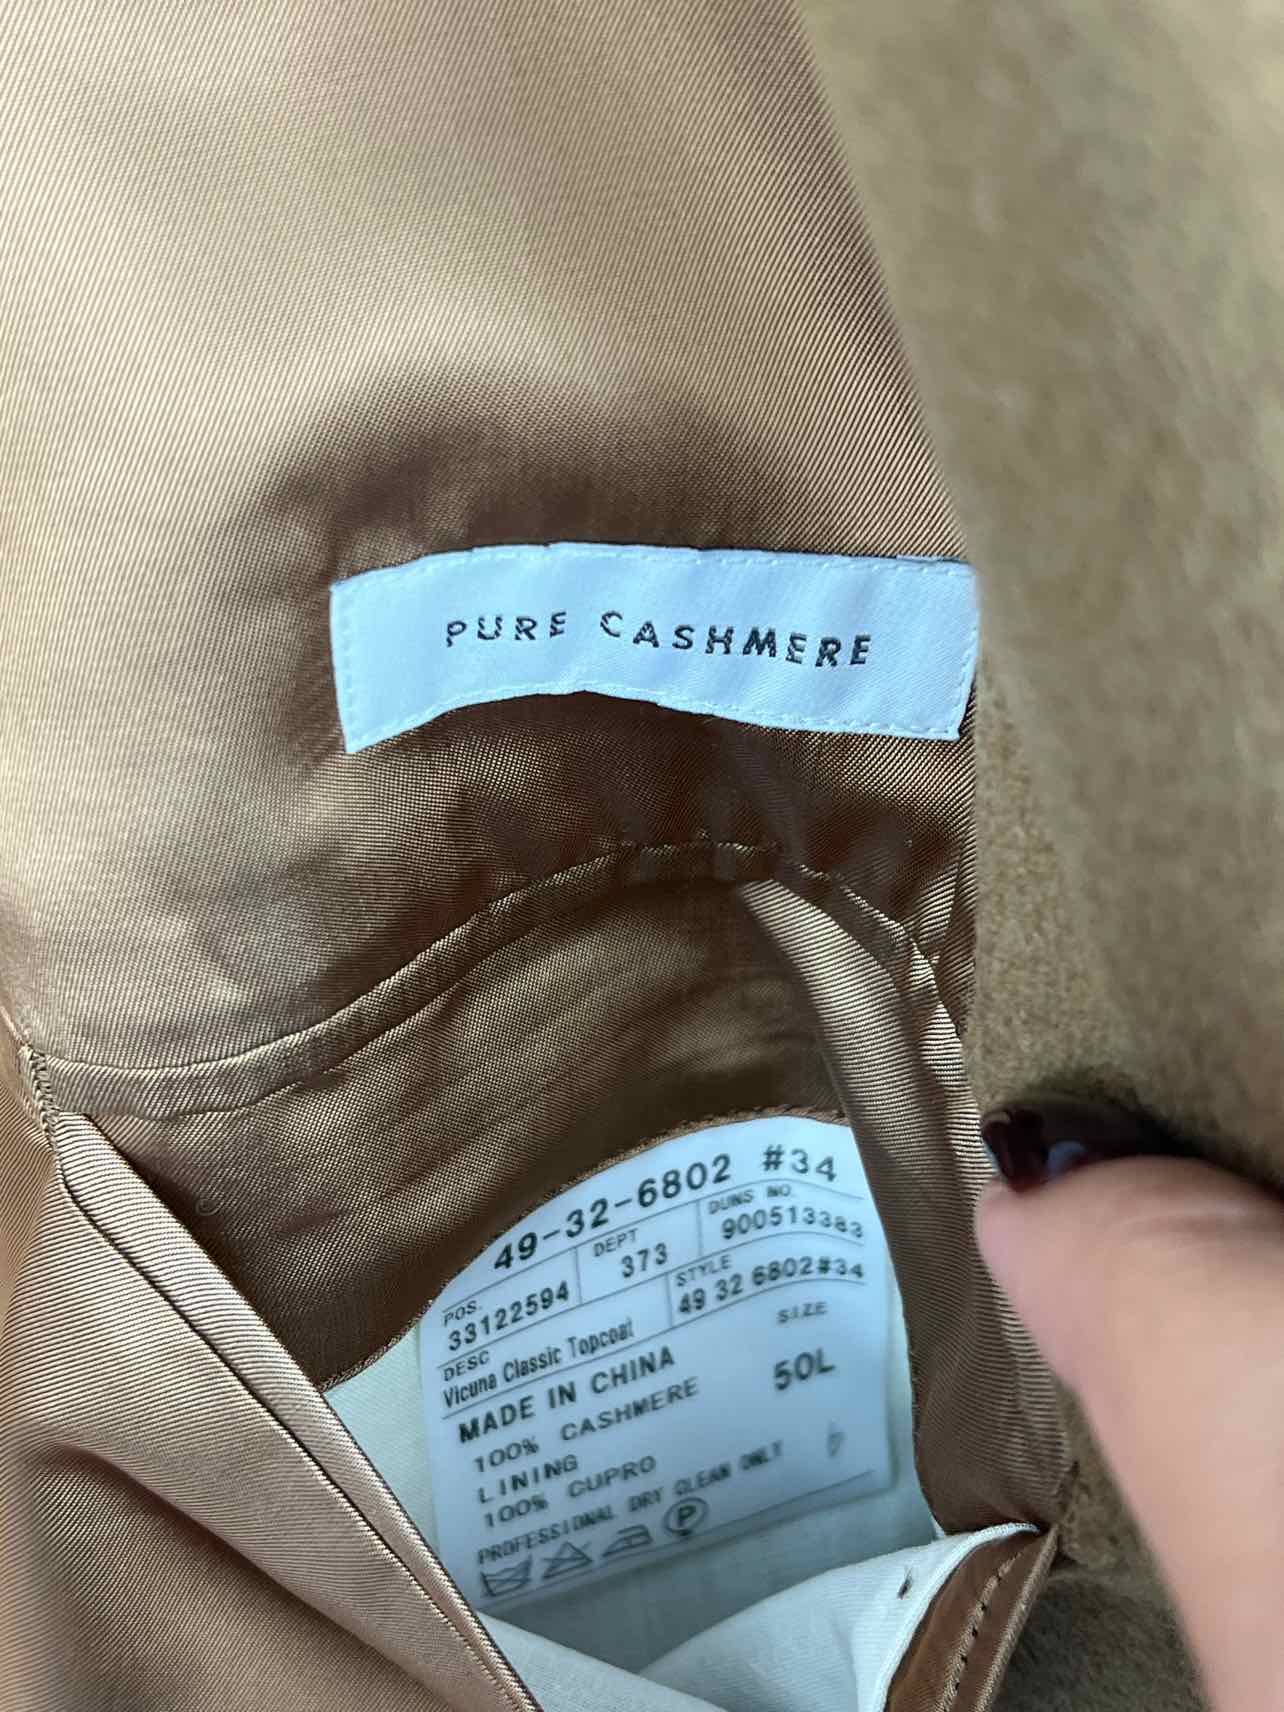 PURE CASHMERE
49-32-6802 #34
POS. DEPT DUNS NO.
33122594 373 900513383
DESC STYLE
Vicuna Classic Topcoat 49 32 6802#34
MADE IN CHINA SIZE
100% CASHMERE 50L
LINING
100% CUPRO
PROFESSIONAL DRY CLEAN ONLY
P